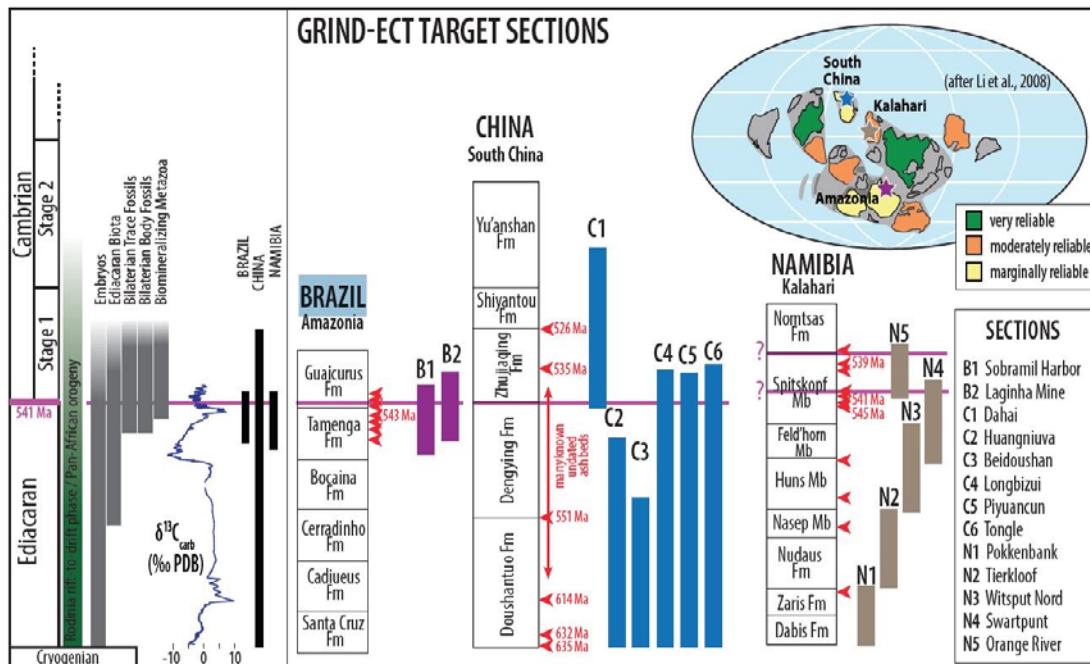 GRIND-ECT TARGET SECTIONS
Cambrian
Stage 2
Stage 1
541 Ma
Ediacaran
Cryogenian
Rodinia rift to drift phase / Pan-African orogeny
Embryos
Ediacaran Biota
Bilaterian Trace Fossils
Bilaterian Body Fossils
Biomineralizing Metazoa
δ13Ccarb
(‰ PDB)
-10 0 10
BRAZIL
CHINA
NAMIBIA
BRAZIL
Amazonia
Guaicurus
Fm
Tamenga
Fm
Bocaina
Fm
Cerradinho
Fm
Cadiueus
Fm
Santa Cruz
Fm
543 Ma
B1
B2
CHINA
South China
Yu'anshan
Fm
Shiyantou
Fm
Zhujiaqing
Fm
Dengying Fm
Doushantuo Fm
526 Ma
535 Ma
many known
undated
ash beds
551 Ma
614 Ma
632 Ma
635 Ma
C1
C2
C3
C4
C5
C6
South
China
Kalahari
Amazonia
(after Li et al., 2008)
very reliable
moderately reliable
marginally reliable
NAMIBIA
Kalahari
Nomtsas
Fm
Spitskopf
Mb
Feld'horn
Mb
Huns Mb
Nasep Mb
Nudaus
Fm
Zaris Fm
Dabis Fm
?
?
539 Ma
541 Ma
545 Ma
N5
N4
N3
N2
N1
SECTIONS
B1 Sobramil Harbor
B2 Laginha Mine
C1 Dahai
C2 Huangniuva
C3 Beidoushan
C4 Longbizui
C5 Piyuancun
C6 Tongle
N1 Pokkenbank
N2 Tierkloof
N3 Witsput Nord
N4 Swartpunt
N5 Orange River